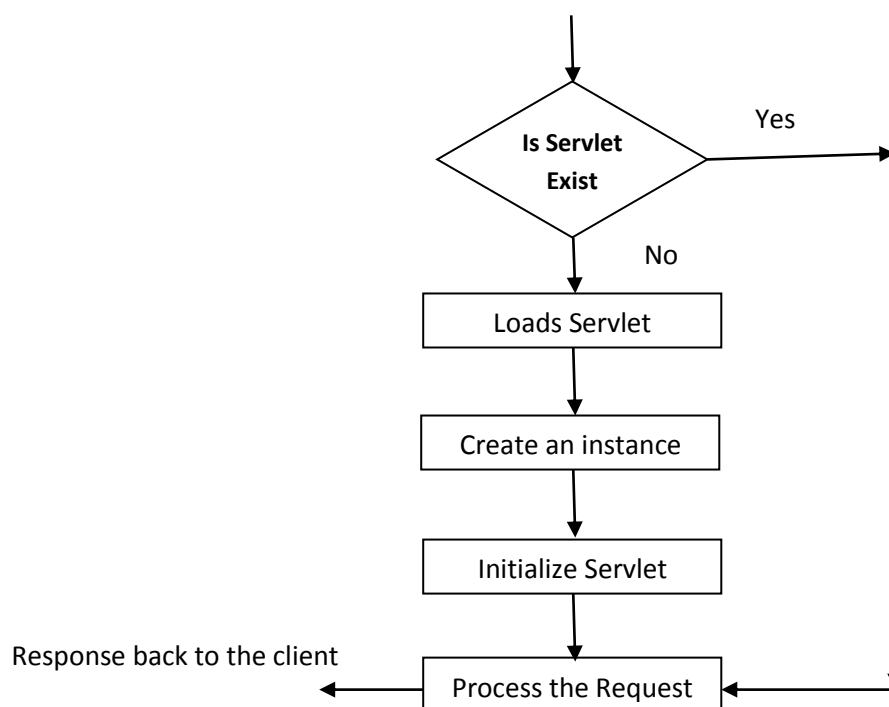 Is Servlet
Exist
Yes
No
Loads Servlet
Create an instance
Initialize Servlet
Response back to the client
Process the Request